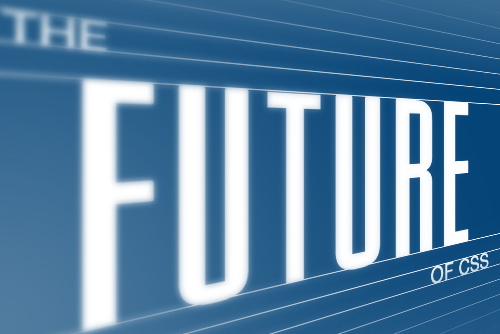 THE
FUTURE
OF CSS